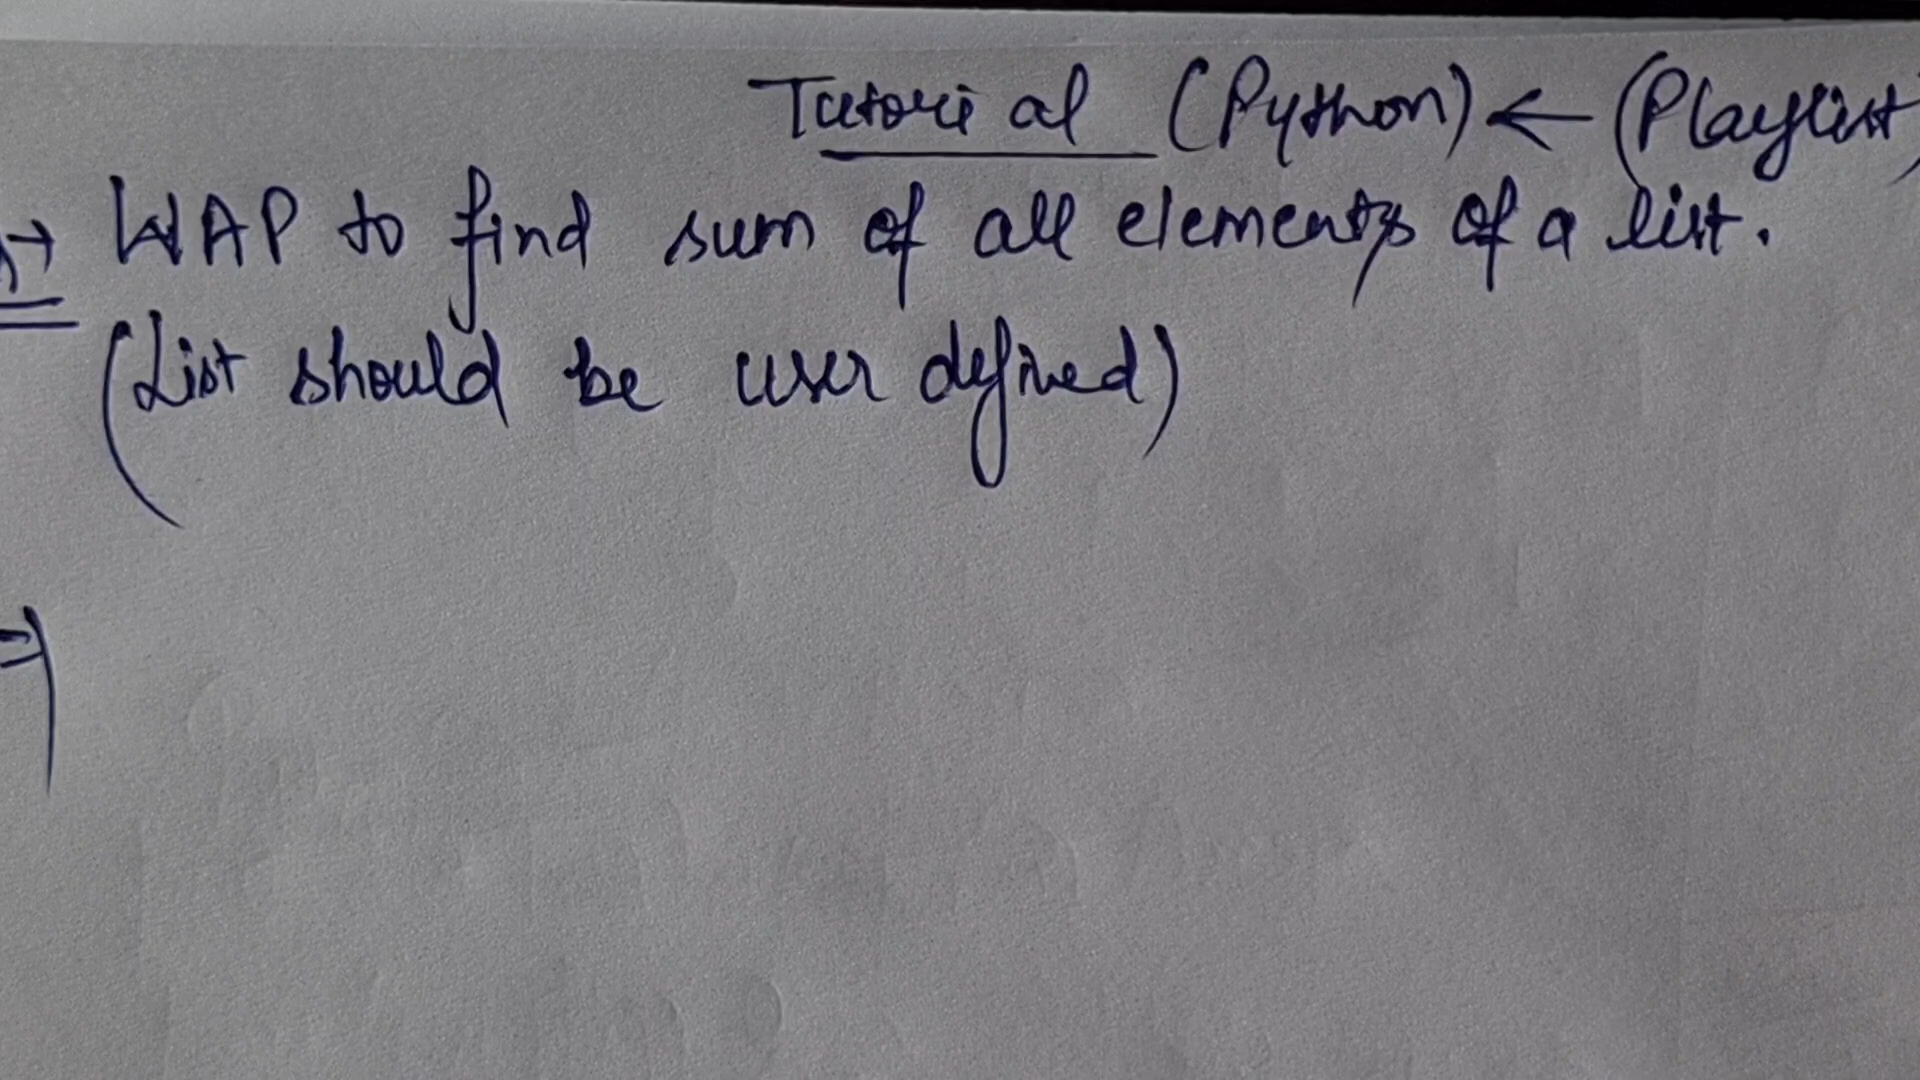 Tutorial (Python) ← (Playlist)
→ WAP to find sum of all elements of a list.
(List should be user defined)
⇒